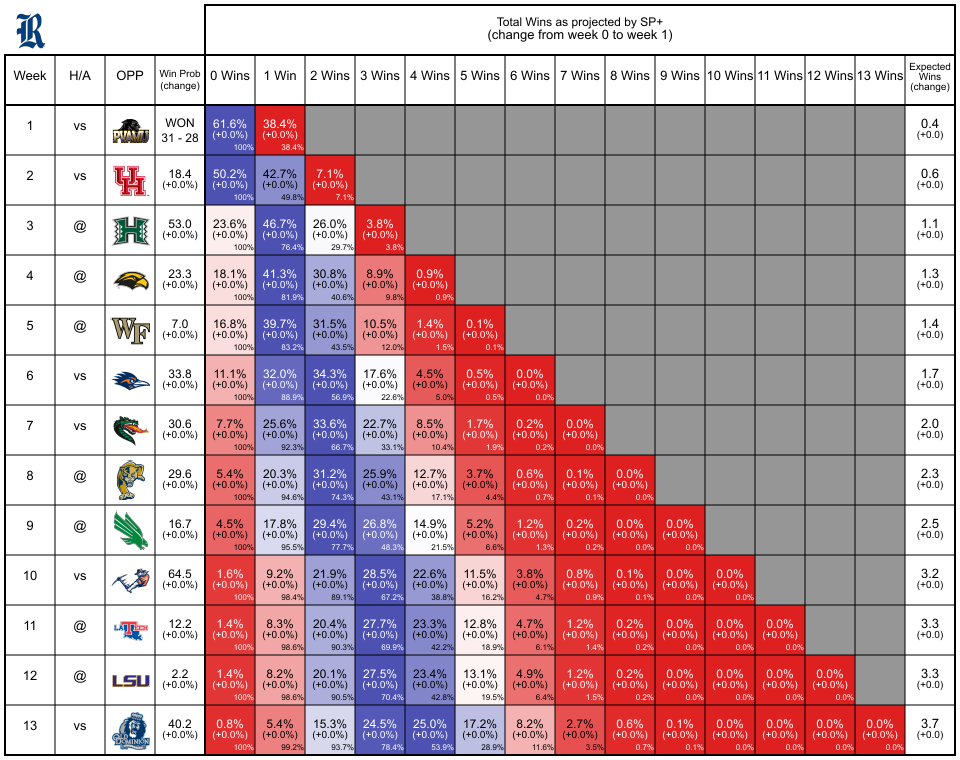 R
Total Wins as projected by SP+
(change from week 0 to week 1)
Week H/A OPP Win Prob (change) 0 Wins 1 Win 2 Wins 3 Wins 4 Wins 5 Wins 6 Wins 7 Wins 8 Wins 9 Wins 10 Wins 11 Wins 12 Wins 13 Wins Expected Wins (change)
1 vs PVAMU WON 31 - 28 61.6% (+0.0%) 100% 38.4% (+0.0%) 38.4% 0.4 (+0.0)
2 vs UH 18.4 (+0.0%) 50.2% (+0.0%) 100% 42.7% (+0.0%) 49.8% 7.1% (+0.0%) 7.1% 0.6 (+0.0)
3 @ H 53.0 (+0.0%) 23.6% (+0.0%) 100% 46.7% (+0.0%) 76.4% 26.0% (+0.0%) 29.7% 3.8% (+0.0%) 3.8% 1.1 (+0.0)
4 @ 23.3 (+0.0%) 18.1% (+0.0%) 100% 41.3% (+0.0%) 81.9% 30.8% (+0.0%) 40.6% 8.9% (+0.0%) 9.8% 0.9% (+0.0%) 0.9% 1.3 (+0.0)
5 @ WF 7.0 (+0.0%) 16.8% (+0.0%) 100% 39.7% (+0.0%) 83.2% 31.5% (+0.0%) 43.5% 10.5% (+0.0%) 12.0% 1.4% (+0.0%) 1.5% 0.1% (+0.0%) 0.1% 1.4 (+0.0)
6 vs 33.8 (+0.0%) 11.1% (+0.0%) 100% 32.0% (+0.0%) 88.9% 34.3% (+0.0%) 56.9% 17.6% (+0.0%) 22.6% 4.5% (+0.0%) 5.0% 0.5% (+0.0%) 0.5% 0.0% (+0.0%) 0.0% 1.7 (+0.0)
7 vs 30.6 (+0.0%) 7.7% (+0.0%) 100% 25.6% (+0.0%) 92.3% 33.6% (+0.0%) 66.7% 22.7% (+0.0%) 33.1% 8.5% (+0.0%) 10.4% 1.7% (+0.0%) 1.9% 0.2% (+0.0%) 0.2% 0.0% (+0.0%) 0.0% 2.0 (+0.0)
8 @ 29.6 (+0.0%) 5.4% (+0.0%) 100% 20.3% (+0.0%) 94.6% 31.2% (+0.0%) 74.3% 25.9% (+0.0%) 43.1% 12.7% (+0.0%) 17.1% 3.7% (+0.0%) 4.4% 0.6% (+0.0%) 0.7% 0.1% (+0.0%) 0.1% 0.0% (+0.0%) 0.0% 2.3 (+0.0)
9 @ 16.7 (+0.0%) 4.5% (+0.0%) 100% 17.8% (+0.0%) 95.5% 29.4% (+0.0%) 77.7% 26.8% (+0.0%) 48.3% 14.9% (+0.0%) 21.5% 5.2% (+0.0%) 6.6% 1.2% (+0.0%) 1.3% 0.2% (+0.0%) 0.2% 0.0% (+0.0%) 0.0% 0.0% (+0.0%) 0.0% 2.5 (+0.0)
10 vs 64.5 (+0.0%) 1.6% (+0.0%) 100% 9.2% (+0.0%) 98.4% 21.9% (+0.0%) 89.1% 28.5% (+0.0%) 67.2% 22.6% (+0.0%) 38.8% 11.5% (+0.0%) 16.2% 3.8% (+0.0%) 4.7% 0.8% (+0.0%) 0.9% 0.1% (+0.0%) 0.1% 0.0% (+0.0%) 0.0% 0.0% (+0.0%) 0.0% 3.2 (+0.0)
11 @ LA TECH 12.2 (+0.0%) 1.4% (+0.0%) 100% 8.3% (+0.0%) 98.6% 20.4% (+0.0%) 90.3% 27.7% (+0.0%) 69.9% 23.3% (+0.0%) 42.2% 12.8% (+0.0%) 18.9% 4.7% (+0.0%) 6.1% 1.2% (+0.0%) 1.4% 0.2% (+0.0%) 0.2% 0.0% (+0.0%) 0.0% 0.0% (+0.0%) 0.0% 0.0% (+0.0%) 0.0% 3.3 (+0.0)
12 @ LSU 2.2 (+0.0%) 1.4% (+0.0%) 100% 8.2% (+0.0%) 98.6% 20.1% (+0.0%) 90.5% 27.5% (+0.0%) 70.4% 23.4% (+0.0%) 42.8% 13.1% (+0.0%) 19.5% 4.9% (+0.0%) 6.4% 1.2% (+0.0%) 1.5% 0.2% (+0.0%) 0.2% 0.0% (+0.0%) 0.0% 0.0% (+0.0%) 0.0% 0.0% (+0.0%) 0.0% 0.0% (+0.0%) 0.0% 3.3 (+0.0)
13 vs DOMINION 40.2 (+0.0%) 0.8% (+0.0%) 100% 5.4% (+0.0%) 99.2% 15.3% (+0.0%) 93.7% 24.5% (+0.0%) 78.4% 25.0% (+0.0%) 53.9% 17.2% (+0.0%) 28.9% 8.2% (+0.0%) 11.6% 2.7% (+0.0%) 3.5% 0.6% (+0.0%) 0.7% 0.1% (+0.0%) 0.1% 0.0% (+0.0%) 0.0% 0.0% (+0.0%) 0.0% 0.0% (+0.0%) 0.0% 0.0% (+0.0%) 0.0% 3.7 (+0.0)